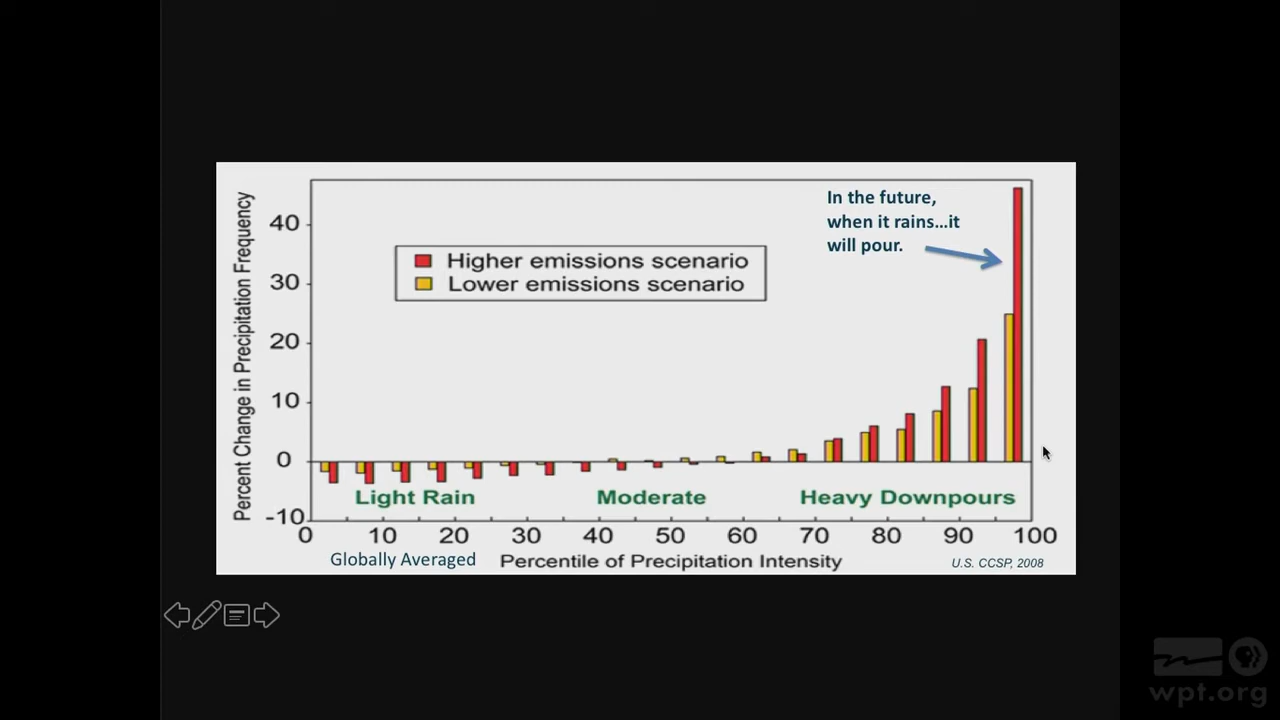 In the future,
when it rains...it
will pour.
Percent Change in Precipitation Frequency
40
30
20
10
0
-10
Higher emissions scenario
Lower emissions scenario
Light Rain
Moderate
Heavy Downpours
0 10 20 30 40 50 60 70 80 90 100
Globally Averaged
Percentile of Precipitation Intensity
U.S. CCSP, 2008
wpt.org